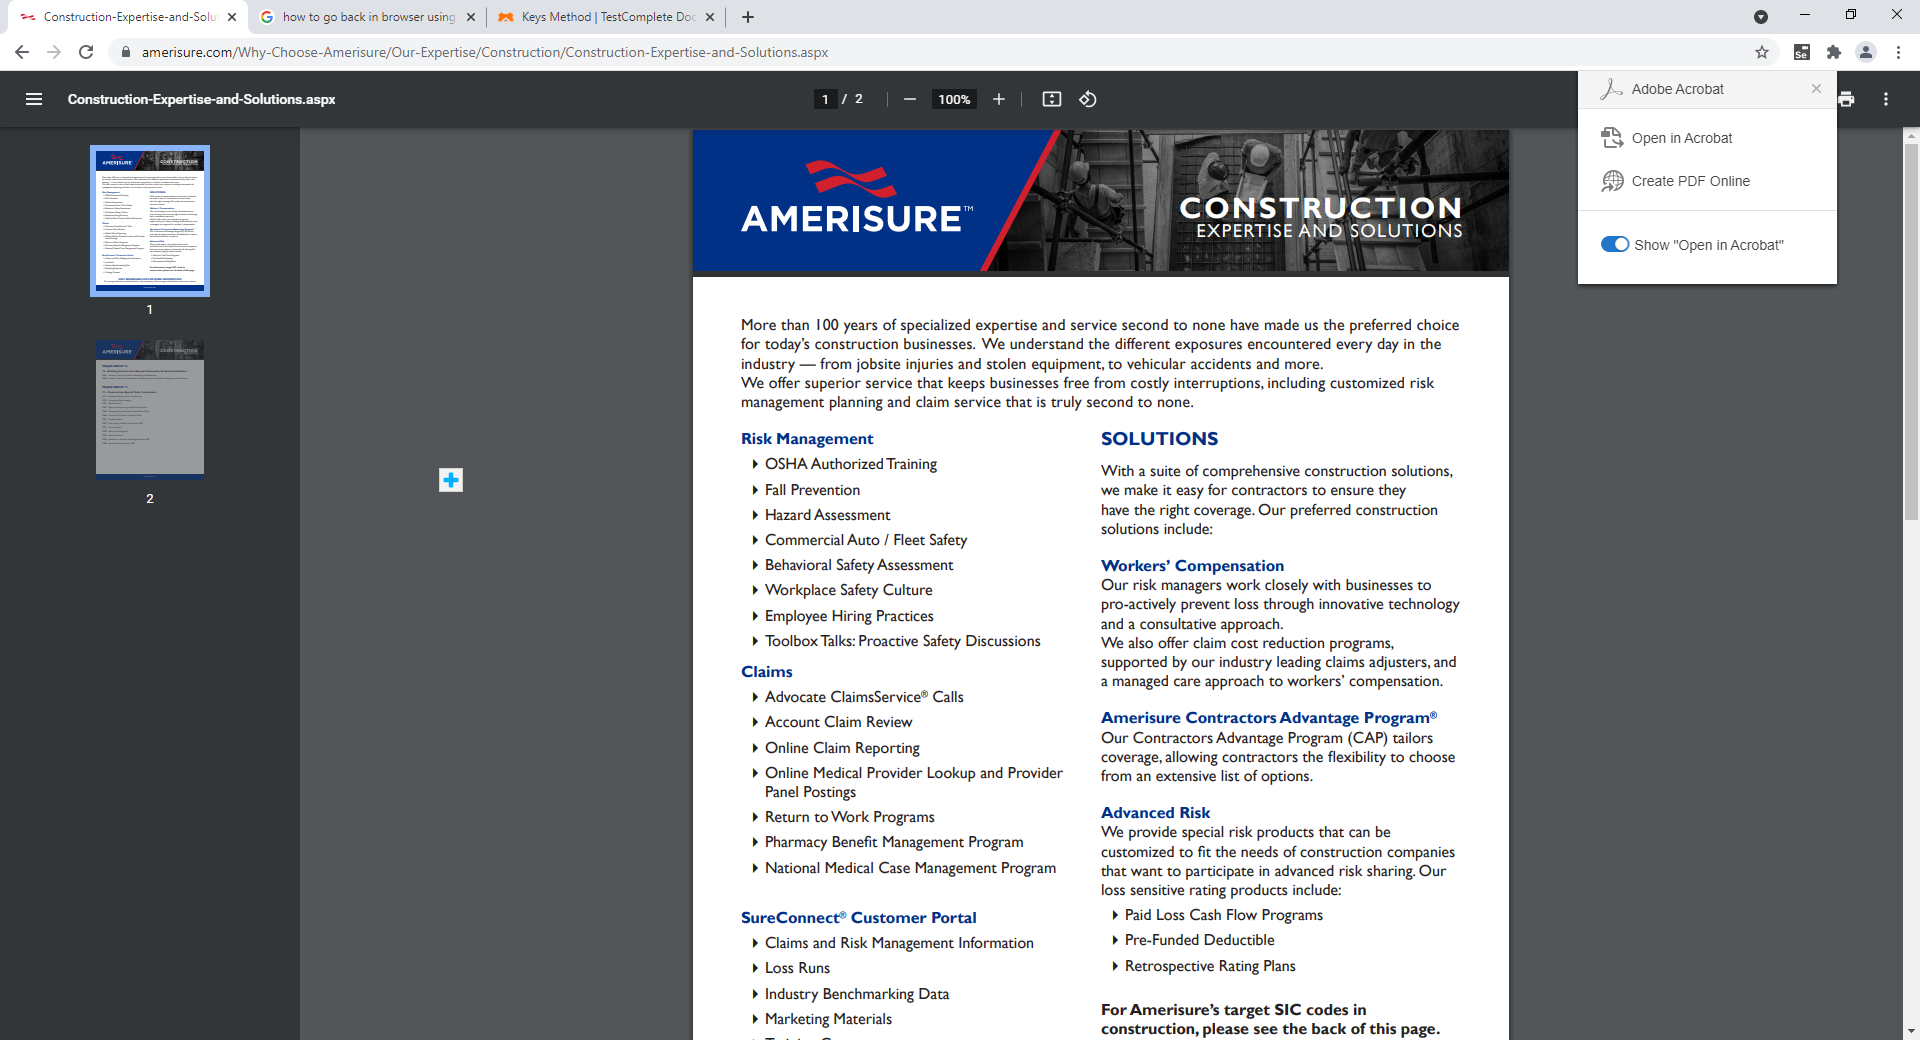 Construction-Expertise-and-Solut
how to go back in browser using
Keys Method | TestComplete Doc
amerisure.com/Why-Choose-Amerisure/Our-Expertise/Construction/Construction-Expertise-and-Solutions.aspx
Se
Construction-Expertise-and-Solutions.aspx
1 / 2
100%
Adobe Acrobat
Open in Acrobat
Create PDF Online
Show "Open in Acrobat"
1
2
AMERISURE™
CONSTRUCTION
EXPERTISE AND SOLUTIONS
More than 100 years of specialized expertise and service second to none have made us the preferred choice
for today's construction businesses. We understand the different exposures encountered every day in the
industry — from jobsite injuries and stolen equipment, to vehicular accidents and more.
We offer superior service that keeps businesses free from costly interruptions, including customized risk
management planning and claim service that is truly second to none.
Risk Management
OSHA Authorized Training
Fall Prevention
Hazard Assessment
Commercial Auto / Fleet Safety
Behavioral Safety Assessment
Workplace Safety Culture
Employee Hiring Practices
Toolbox Talks: Proactive Safety Discussions
Claims
Advocate ClaimsService® Calls
Account Claim Review
Online Claim Reporting
Online Medical Provider Lookup and Provider
Panel Postings
Return to Work Programs
Pharmacy Benefit Management Program
National Medical Case Management Program
SureConnect® Customer Portal
Claims and Risk Management Information
Loss Runs
Industry Benchmarking Data
Marketing Materials
SOLUTIONS
With a suite of comprehensive construction solutions,
we make it easy for contractors to ensure they
have the right coverage. Our preferred construction
solutions include:
Workers' Compensation
Our risk managers work closely with businesses to
pro-actively prevent loss through innovative technology
and a consultative approach.
We also offer claim cost reduction programs,
supported by our industry leading claims adjusters, and
a managed care approach to workers' compensation.
Amerisure Contractors Advantage Program®
Our Contractors Advantage Program (CAP) tailors
coverage, allowing contractors the flexibility to choose
from an extensive list of options.
Advanced Risk
We provide special risk products that can be
customized to fit the needs of construction companies
that want to participate in advanced risk sharing. Our
loss sensitive rating products include:
Paid Loss Cash Flow Programs
Pre-Funded Deductible
Retrospective Rating Plans
For Amerisure's target SIC codes in
construction, please see the back of this page.